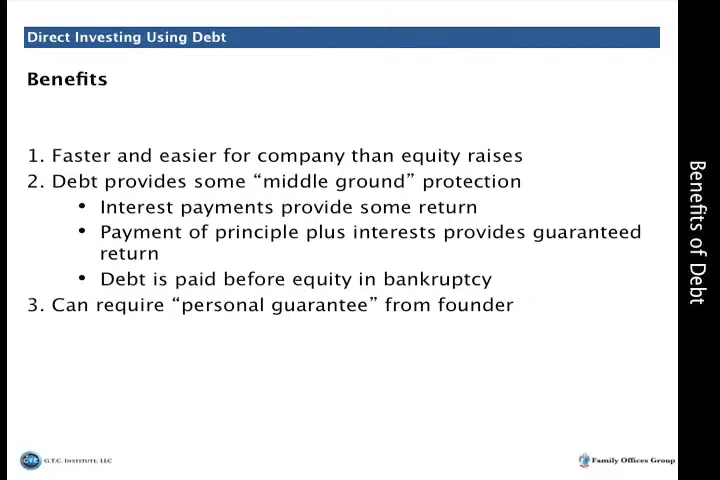 Direct Investing Using Debt
Benefits
1. Faster and easier for company than equity raises
2. Debt provides some “middle ground” protection
• Interest payments provide some return
• Payment of principle plus interests provides guaranteed
return
• Debt is paid before equity in bankruptcy
3. Can require “personal guarantee” from founder
Benefits of Debt
GTC G.T.C. Institute, LLC
Family Offices Group